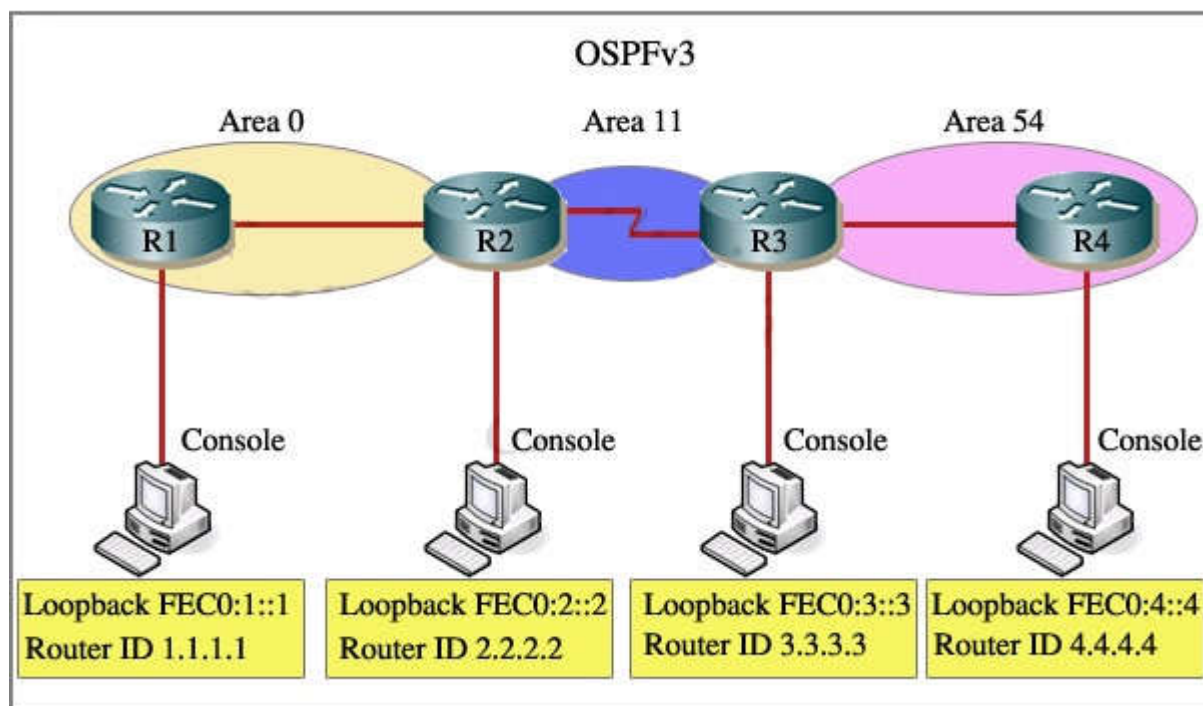 OSPFv3
Area 0
Area 11
Area 54
R1
R2
R3
R4
Console
Console
Console
Console
Loopback FEC0:1::1
Router ID 1.1.1.1
Loopback FEC0:2::2
Router ID 2.2.2.2
Loopback FEC0:3::3
Router ID 3.3.3.3
Loopback FEC0:4::4
Router ID 4.4.4.4